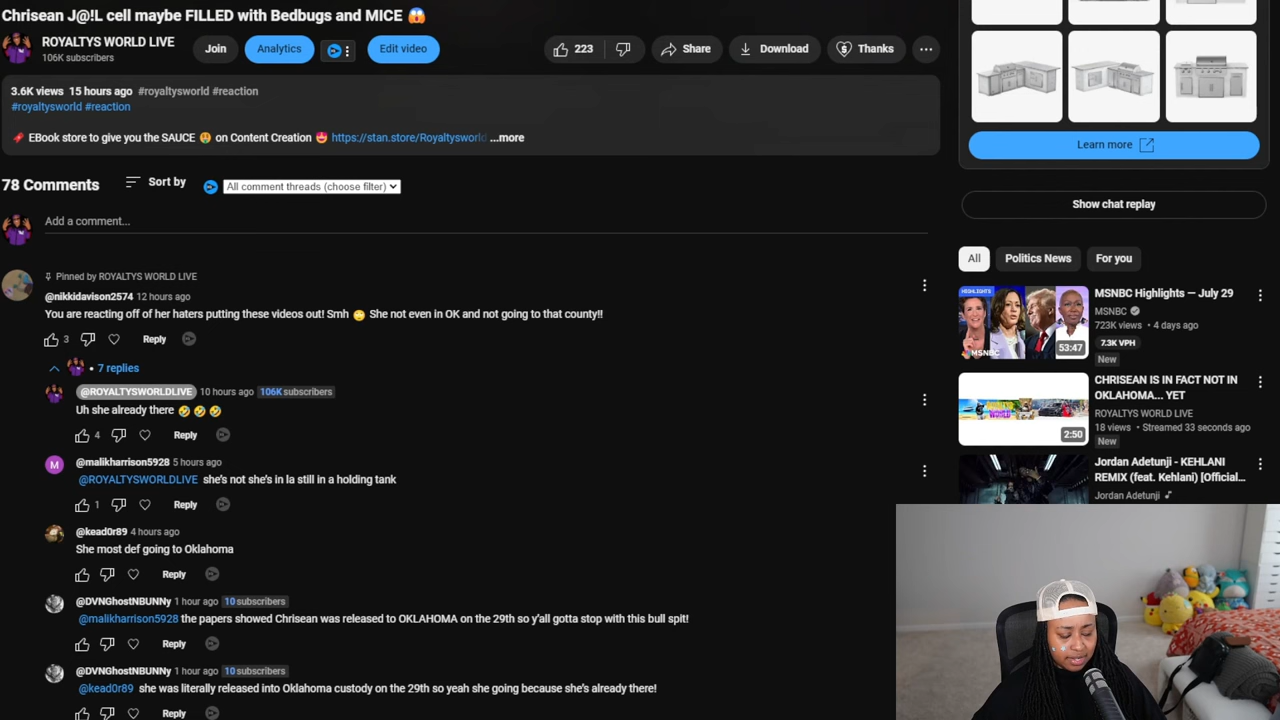 Chrisean J@!L cell maybe FILLED with Bedbugs and MICE 😱
ROYALTYS WORLD LIVE
106K subscribers
Join
Analytics
Edit video
223
Share
Download
Thanks
3.6K views 15 hours ago #royaltysworld #reaction
#royaltysworld #reaction
🧨 EBook store to give you the SAUCE 🤑 on Content Creation 😍 https://stan.store/Royaltysworld ...more
78 Comments
Sort by
All comment threads (choose filter)
Add a comment...
Pinned by ROYALTYS WORLD LIVE
@nikkidavison2574 12 hours ago
You are reacting off of her haters putting these videos out! Smh 🙄 She not even in OK and not going to that county!!
3
Reply
• 7 replies
@ROYALTYSWORLDLIVE 10 hours ago 106K subscribers
Uh she already there 🤣 🤣 🤣
4
Reply
M
@malikharrison5928 5 hours ago
@ROYALTYSWORLDLIVE she's not she's in la still in a holding tank
1
Reply
@kead0r89 4 hours ago
She most def going to Oklahoma
Reply
@DVNGhostNBUNNy 1 hour ago 10 subscribers
@malikharrison5928 the papers showed Chrisean was released to OKLAHOMA on the 29th so y'all gotta stop with this bull spit!
Reply
@DVNGhostNBUNNy 1 hour ago 10 subscribers
@kead0r89 she was literally released into Oklahoma custody on the 29th so yeah she going because she's already there!
Reply
Learn more
Show chat replay
All
Politics News
For you
HIGHLIGHTS
MSNBC
53:47
MSNBC Highlights — July 29
MSNBC
723K views • 4 days ago
7.3K VPH
New
2:50
CHRISEAN IS IN FACT NOT IN
OKLAHOMA... YET
ROYALTYS WORLD LIVE
18 views • Streamed 33 seconds ago
New
Jordan Adetunji - KEHLANI
REMIX (feat. Kehlani) [Official...
Jordan Adetunji